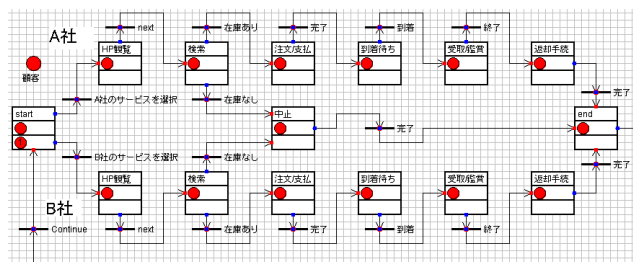 A社
next
在庫あり
完了
到着
終了
HP観覧
検索
注文/支払
到着待ち
受取/鑑賞
返却手続
顧客
完了
A社のサービスを選択
在庫なし
start
中止
end
1
完了
B社のサービスを選択
在庫なし
完了
HP観覧
検索
注文/支払
到着待ち
受取/鑑賞
返却手続
B社
Continue
next
在庫あり
完了
到着
終了